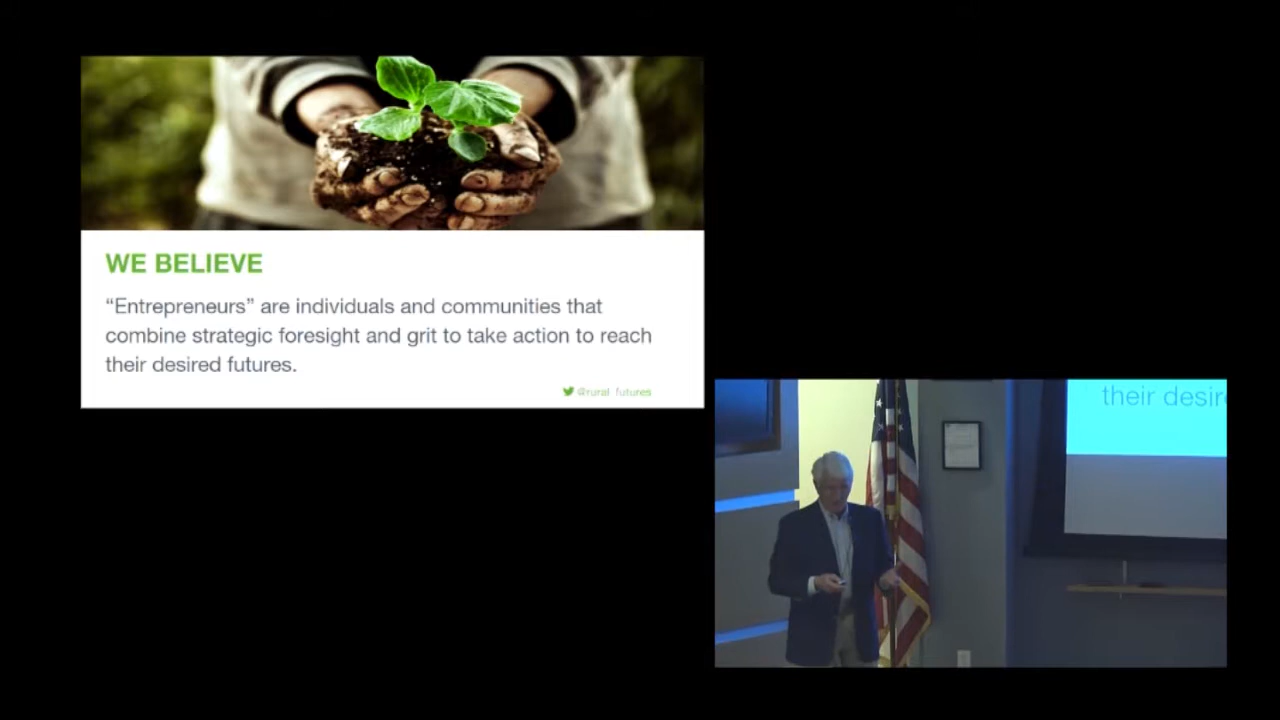 WE BELIEVE
“Entrepreneurs” are individuals and communities that
combine strategic foresight and grit to take action to reach
their desired futures.
@rural_futures
their desir